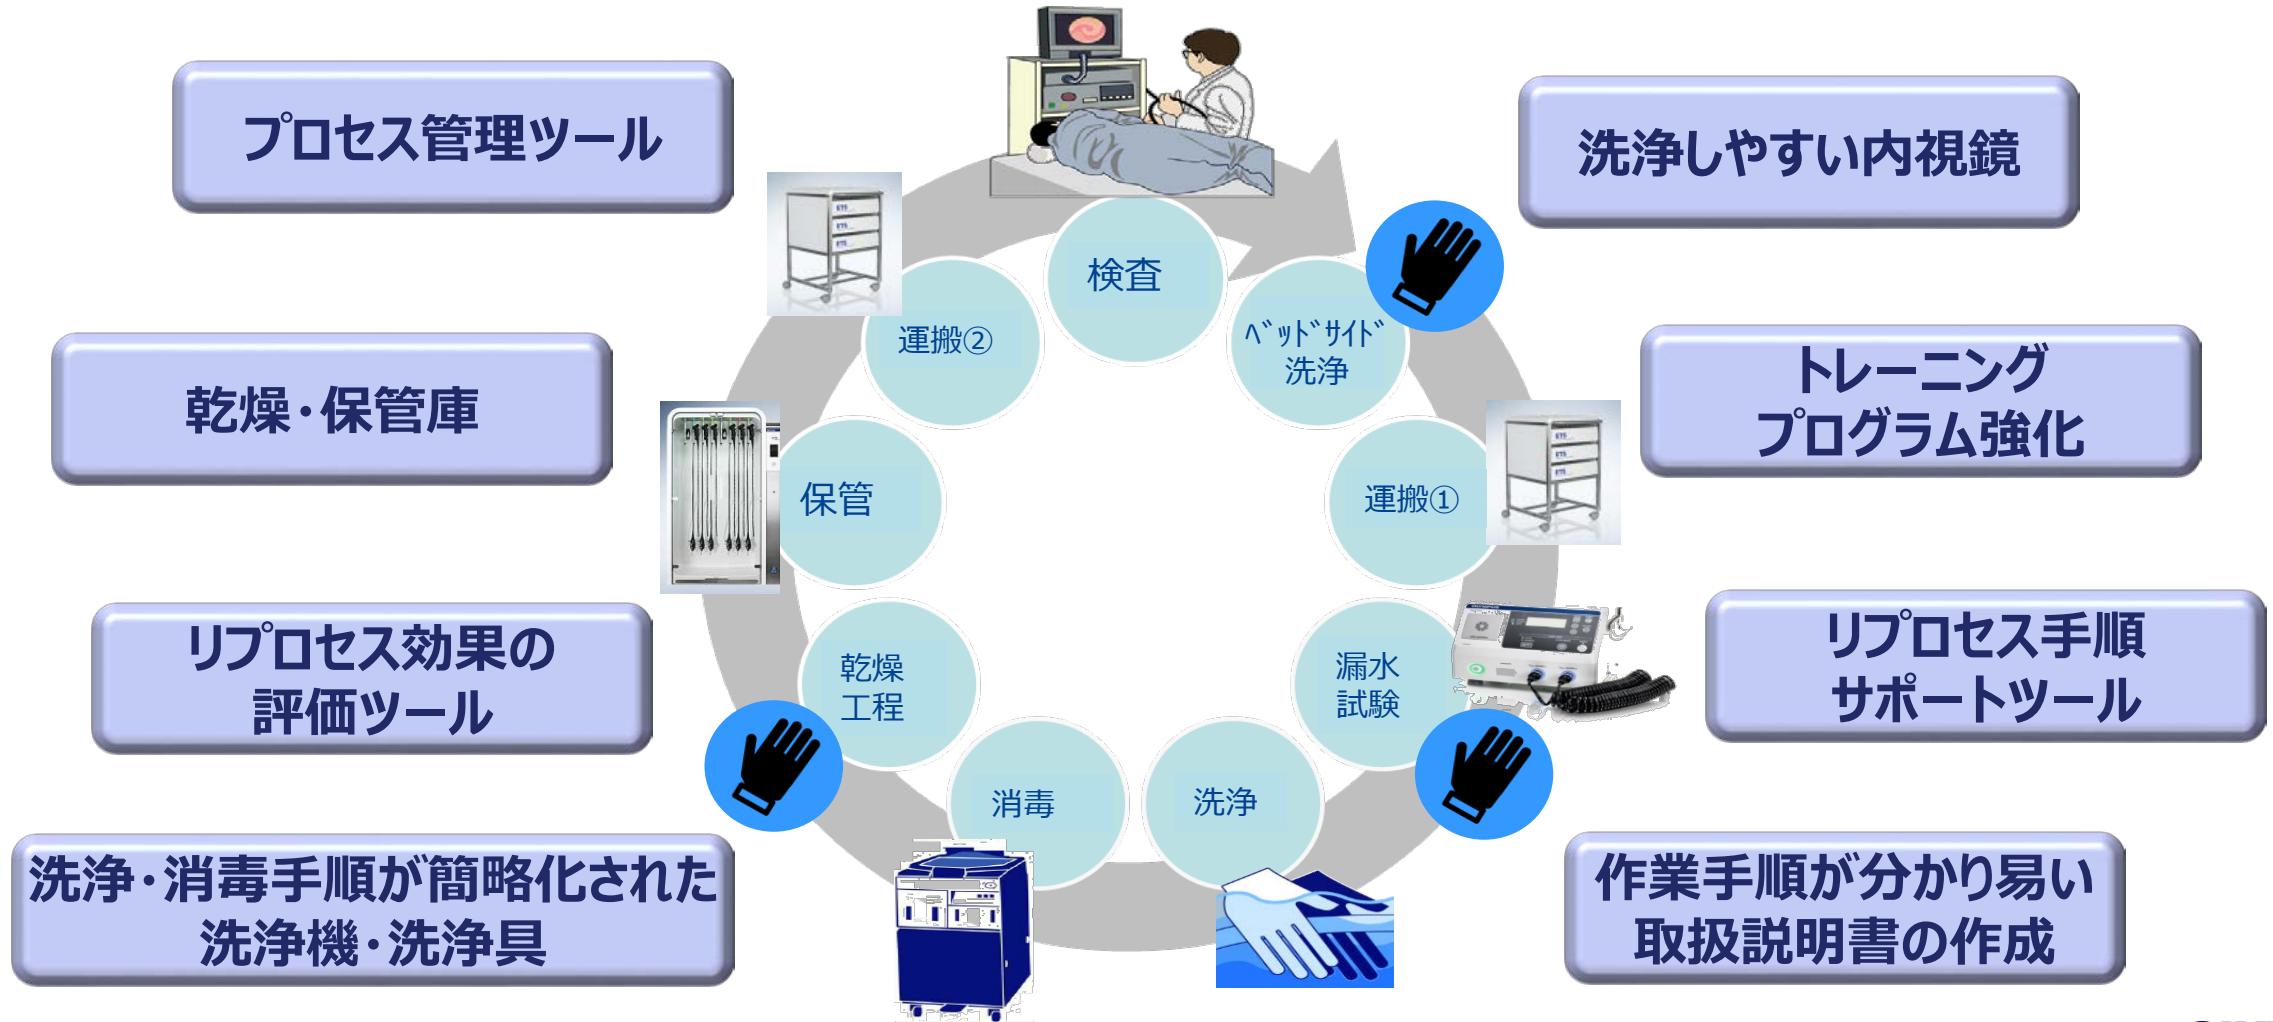 プロセス管理ツール
洗浄しやすい内視鏡
ETS
ETS
ETS
検査
運搬②
ﾍﾞｯﾄﾞｻｲﾄﾞ
洗浄
乾燥・保管庫
トレーニング
プログラム強化
保管
運搬①
ETS
ETS
ETS
リプロセス効果の
評価ツール
乾燥
工程
漏水
試験
リプロセス手順
サポートツール
消毒
洗浄
洗浄・消毒手順が簡略化された
洗浄機・洗浄具
作業手順が分かり易い
取扱説明書の作成